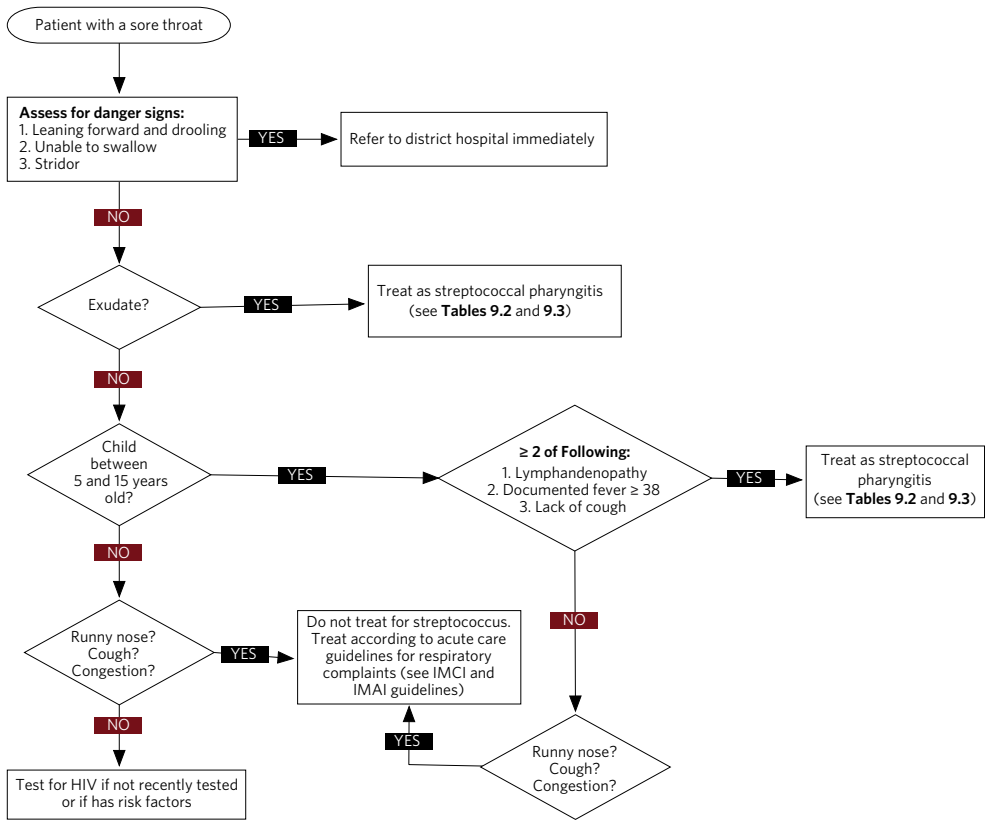 Patient with a sore throat
Assess for danger signs:
1. Leaning forward and drooling
2. Unable to swallow
3. Stridor
YES
Refer to district hospital immediately
NO
Exudate?
YES
Treat as streptococcal pharyngitis
(see Tables 9.2 and 9.3)
NO
Child
between
5 and 15 years
old?
YES
≥ 2 of Following:
1. Lymphandenopathy
2. Documented fever ≥ 38
3. Lack of cough
YES
Treat as streptococcal
pharyngitis
(see Tables 9.2 and 9.3)
NO
NO
Runny nose?
Cough?
Congestion?
YES
Do not treat for streptococcus.
Treat according to acute care
guidelines for respiratory
complaints (see IMCI and
IMAI guidelines)
NO
YES
Runny nose?
Cough?
Congestion?
Test for HIV if not recently tested
or if has risk factors